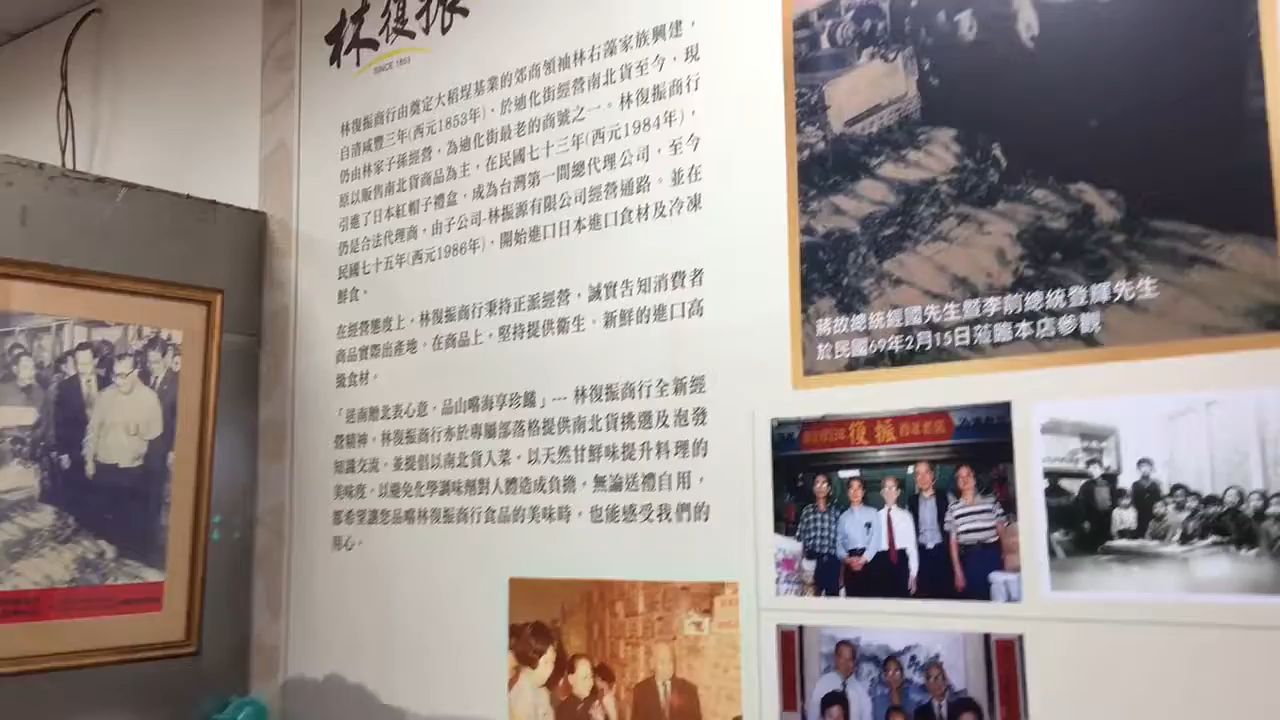 林復振
SINCE 1853
林復振商行由奠定大稻埕基業的郊商領袖林右藻家族興建，
自清咸豐三年(西元1853年)，於迪化街經營南北貨至今，現
仍由林家子孫經營，為迪化街最老的商號之一。林復振商行
原以販售南北貨商品為主，在民國七十三年(西元1984年)，
引進了日本紅帽子禮盒，成為台灣第一間總代理公司，至今
仍是合法代理商，由子公司-林振源有限公司經營通路。並在
民國七十五年(西元1986年)，開始進口日本進口食材及冷凍
鮮食。
在經營態度上，林復振商行秉持正派經營，誠實告知消費者
商品實際出產地。在商品上，堅持提供衛生、新鮮的進口高
級食材。
「送南贈北表心意，品山嚐海享珍饈」--- 林復振商行全新經
營精神，林復振商行亦於專屬部落格提供南北貨挑選及泡發
知識交流，並提倡以南北貨入菜，以天然甘鮮味提升料理的
美味度，以避免化學調味劑對人體造成負擔。無論送禮自用，
都希望讓您品嚐林復振商行食品的美味時，也能感受我們的
用心。
蔣故總統經國先生暨李前總統登輝先生
於民國69年2月15日蒞臨本店參觀
復振